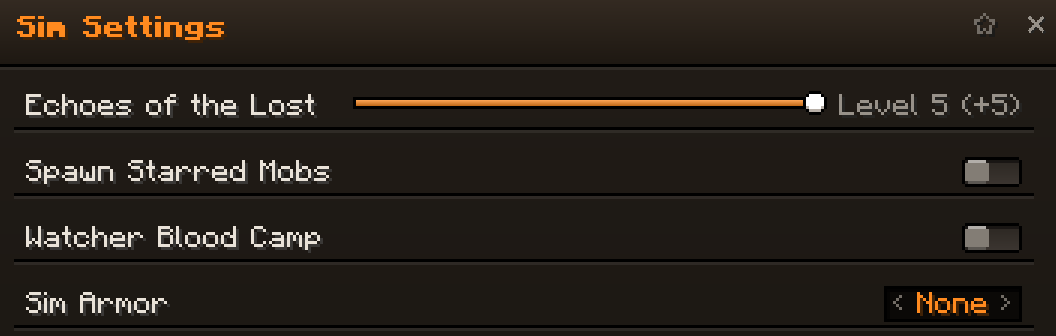 Sim Settings
Echoes of the Lost Level 5 (+5)
Spawn Starred Mobs
Watcher Blood Camp
Sim Armor < None >